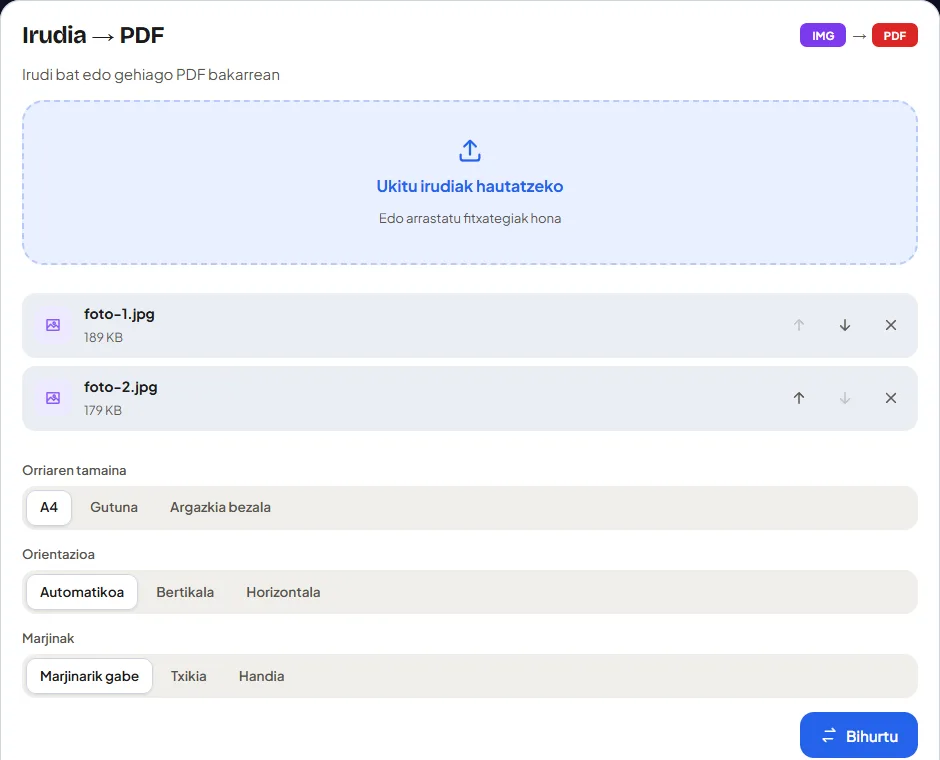 Irudia → PDF
IMG → PDF
Irudi bat edo gehiago PDF bakarrean
Ukitu irudiak hautatzeko
Edo arrastatu fitxategiak hona
foto-1.jpg
189 KB
foto-2.jpg
179 KB
Orriaren tamaina
A4 Gutuna Argazkia bezala
Orientazioa
Automatikoa Bertikala Horizontala
Marjinak
Marjinarik gabe Txikia Handia
Bihurtu